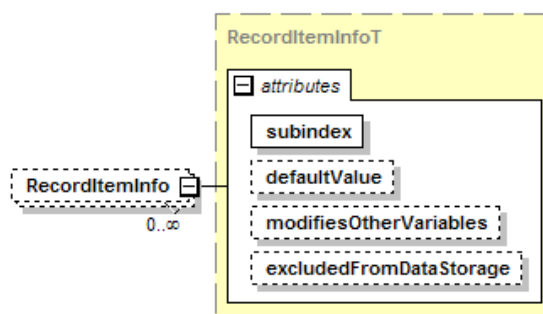 RecordItemInfoT
attributes
subindex
defaultValue
RecordItemInfo
modifiesOtherVariables
0..∞
excludedFromDataStorage